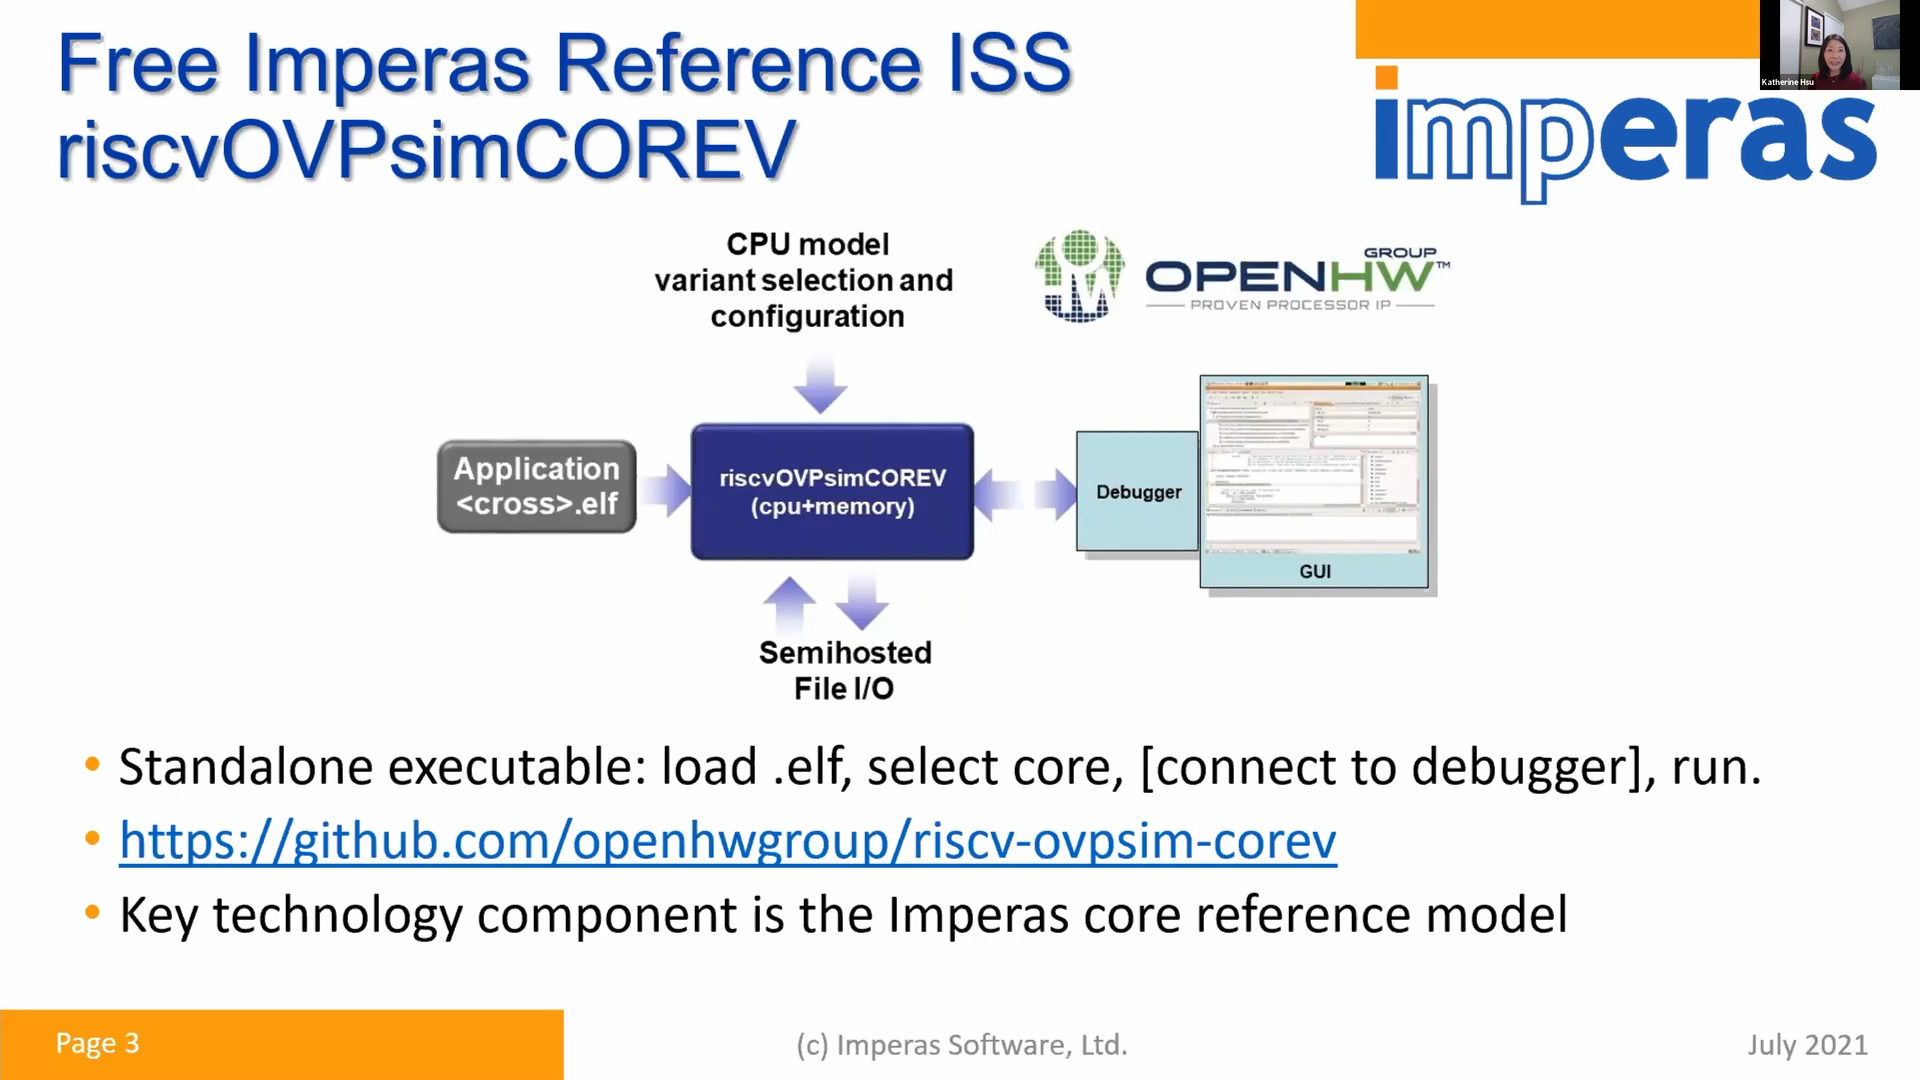 Free Imperas Reference ISS
riscvOVPsimCOREV
Katherine Hsu
imperas
CPU model
variant selection and
configuration
GROUP
OPENHW™
PROVEN PROCESSOR IP
Application
<cross>.elf
riscvOVPsimCOREV
(cpu+memory)
Debugger
GUI
Semihosted
File I/O
• Standalone executable: load .elf, select core, [connect to debugger], run.
• https://github.com/openhwgroup/riscv-ovpsim-corev
• Key technology component is the Imperas core reference model
Page 3
(c) Imperas Software, Ltd.
July 2021